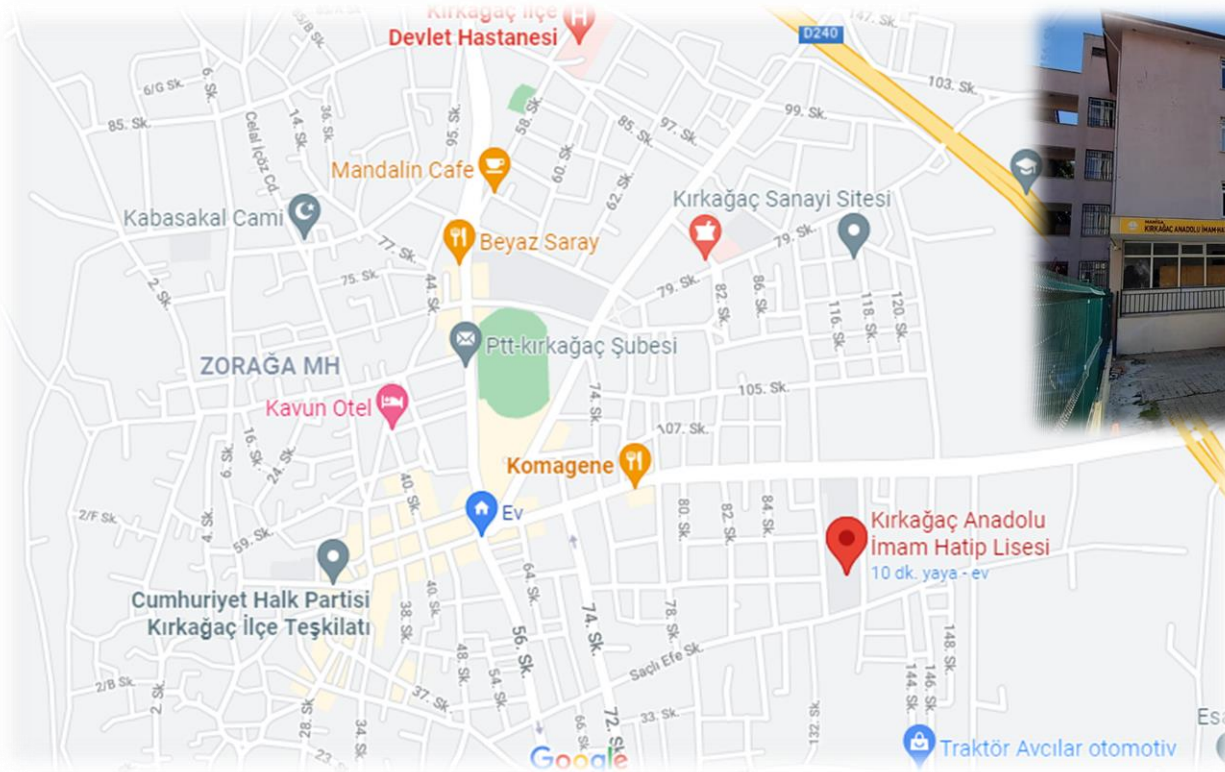 Kırkağaç İlçe
Devlet Hastanesi
D240
147. Sk.
103. Sk.
6/G Sk.
6. Sk.
36. Sk.
14. Sk.
95. Sk.
58. Sk.
99. Sk.
85. Sk.
85. Sk.
97. Sk.
Celal İçöz Cd.
Mandalin Cafe
60. Sk.
62. Sk.
Kırkağaç Sanayi Sitesi
Kabasakal Cami
MANİSA
KIRKAĞAÇ ANADOLU İMAM-HA
77. Sk.
Beyaz Saray
79. Sk.
75. Sk.
44. Sk.
2. Sk.
79. Sk.
82. Sk.
86. Sk.
116. Sk.
118. Sk.
120. Sk.
Ptt-kırkağaç Şubesi
ZORAĞA MH
105. Sk.
74. Sk.
Kavun Otel
107. Sk.
16. Sk.
6. Sk.
24. Sk.
Komagene
40. Sk.
2/F Sk.
4. Sk.
59. Sk.
Ev
80. Sk.
82. Sk.
84. Sk.
Kırkağaç Anadolu
İmam Hatip Lisesi
10 dk. yaya - ev
Cumhuriyet Halk Partisi
Kırkağaç İlçe Teşkilatı
40. Sk.
38. Sk.
64. Sk.
74. Sk.
78. Sk.
56. Sk.
148. Sk.
Saçlı Efe Sk.
48. Sk.
54. Sk.
2/B Sk.
2. Sk.
37. Sk.
28. Sk.
34. Sk.
23. Sk.
66. Sk.
72. Sk.
33. Sk.
132. Sk.
144. Sk.
146. Sk.
Google
Traktör Avcılar otomotiv